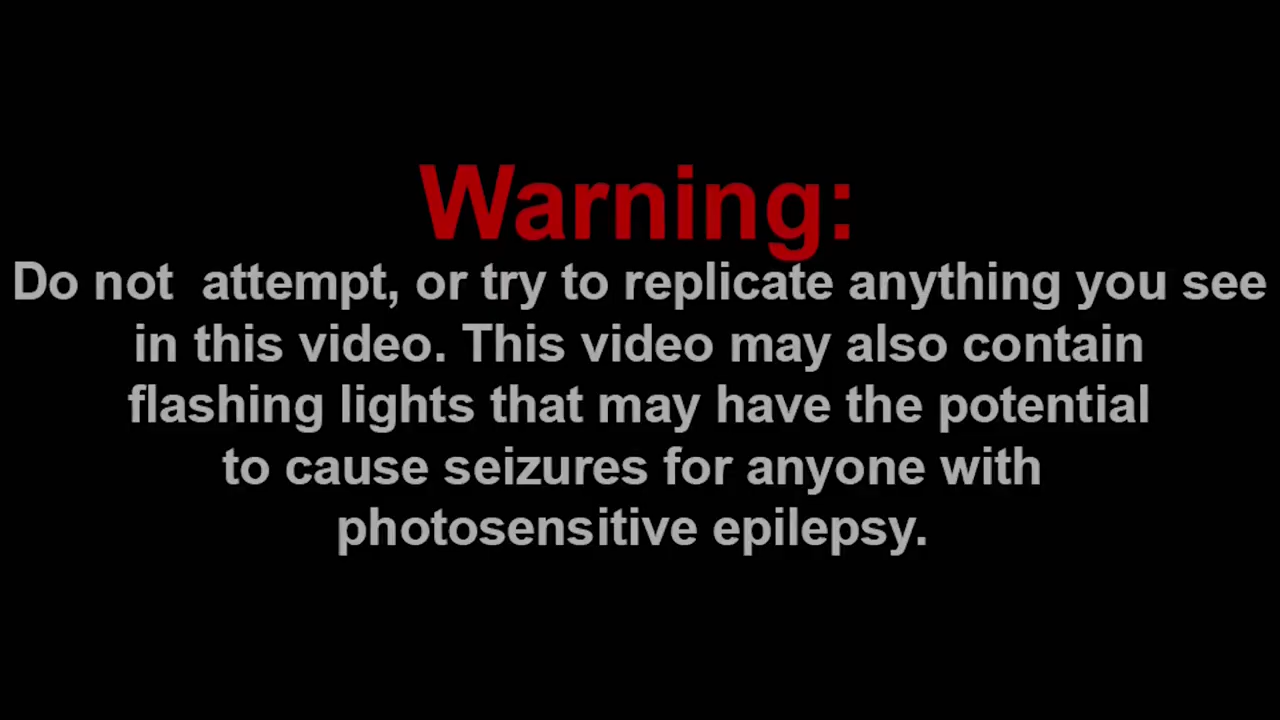 Warning:
Do not  attempt, or try to replicate anything you see
in this video. This video may also contain
flashing lights that may have the potential
to cause seizures for anyone with
photosensitive epilepsy.